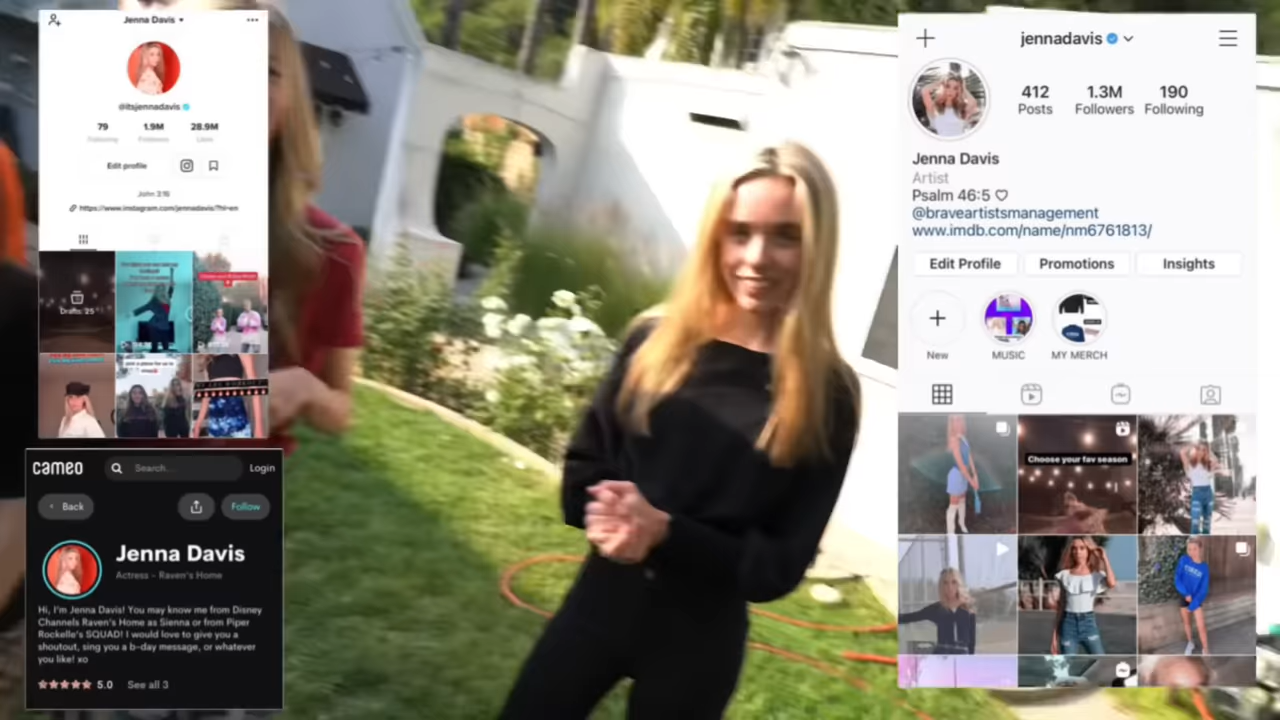 Jenna Davis
@itsjennadavis
79 1.9M 28.9M
Following Followers Likes
Edit profile
John 3:16
https://www.instagram.com/jennadavis/?hl=en
Drafts: 25
cameo Search... Login
Back Follow
Jenna Davis
Actress - Raven's Home
Hi, I'm Jenna Davis! You may know me from Disney
Channels Raven's Home as Sienna or from Piper
Rockelle's SQUAD! I would love to give you a
shoutout, sing you a b-day message, or whatever
you like! xo
5.0 See all 3
jennadavis
412 1.3M 190
Posts Followers Following
Jenna Davis
Artist
Psalm 46:5 ♡
@braveartistsmanagement
www.imdb.com/name/nm6761813/
Edit Profile Promotions Insights
New MUSIC MY MERCH
Choose your fav season